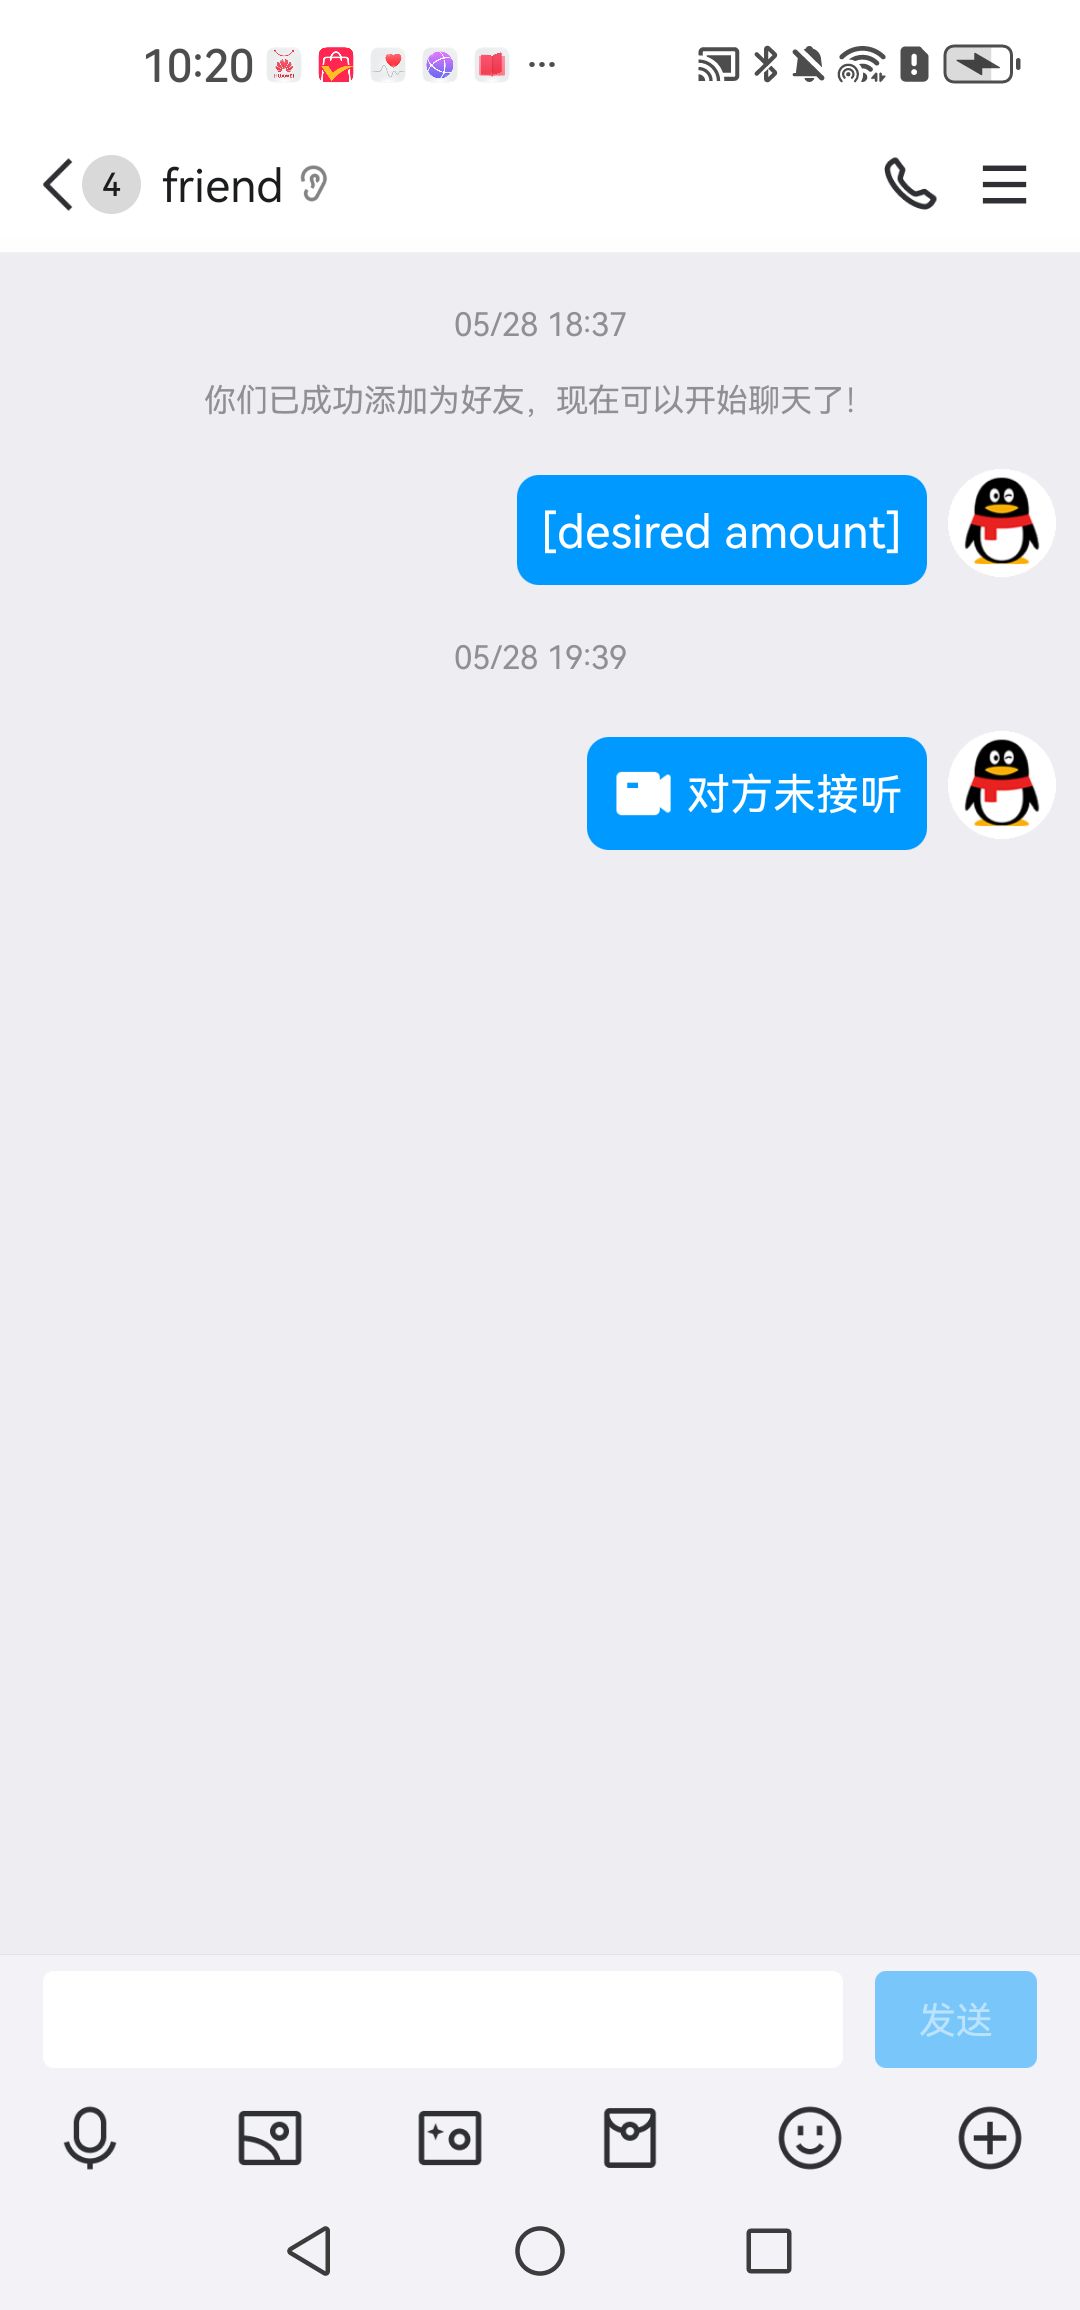 10:20
4 friend
05/28 18:37
你们已成功添加为好友，现在可以开始聊天了！
[desired amount]
05/28 19:39
对方未接听
发送